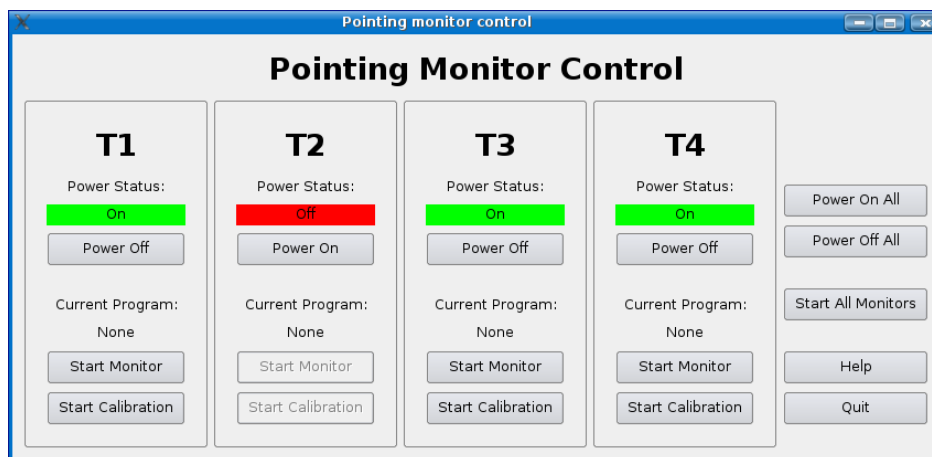 Pointing monitor control
Pointing Monitor Control
T1
Power Status:
On
Power Off
Current Program:
None
Start Monitor
Start Calibration
T2
Power Status:
Off
Power On
Current Program:
None
Start Monitor
Start Calibration
T3
Power Status:
On
Power Off
Current Program:
None
Start Monitor
Start Calibration
T4
Power Status:
On
Power Off
Current Program:
None
Start Monitor
Start Calibration
Power On All
Power Off All
Start All Monitors
Help
Quit